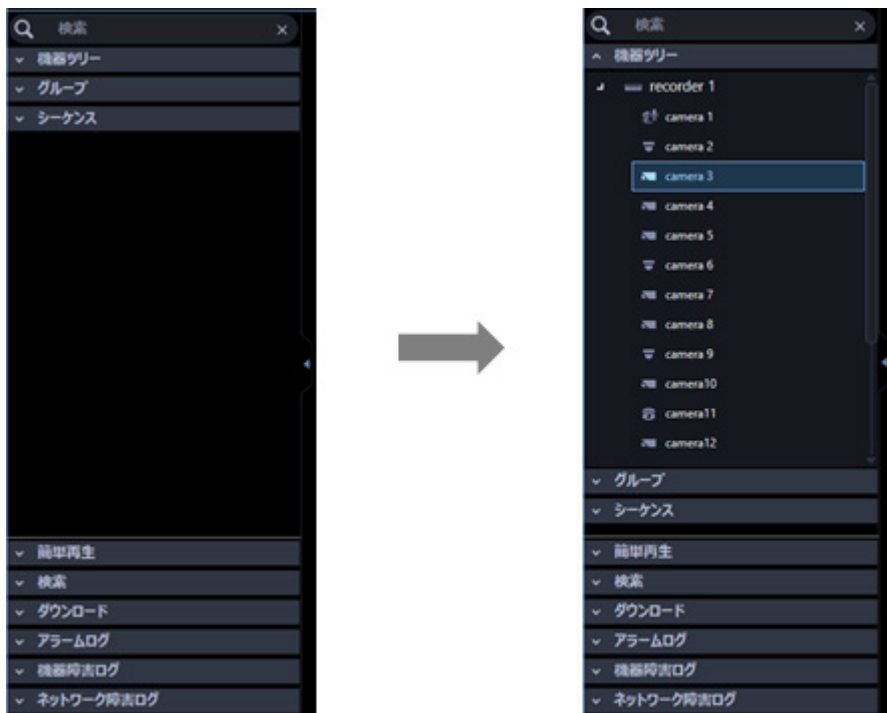 検索 ×
機器ツリー
グループ
シーケンス
簡単再生
検索
ダウンロード
アラームログ
機器障害ログ
ネットワーク障害ログ
検索 ×
機器ツリー
recorder 1
camera 1
camera 2
camera 3
camera 4
camera 5
camera 6
camera 7
camera 8
camera 9
camera10
camera11
camera12
グループ
シーケンス
簡単再生
検索
ダウンロード
アラームログ
機器障害ログ
ネットワーク障害ログ